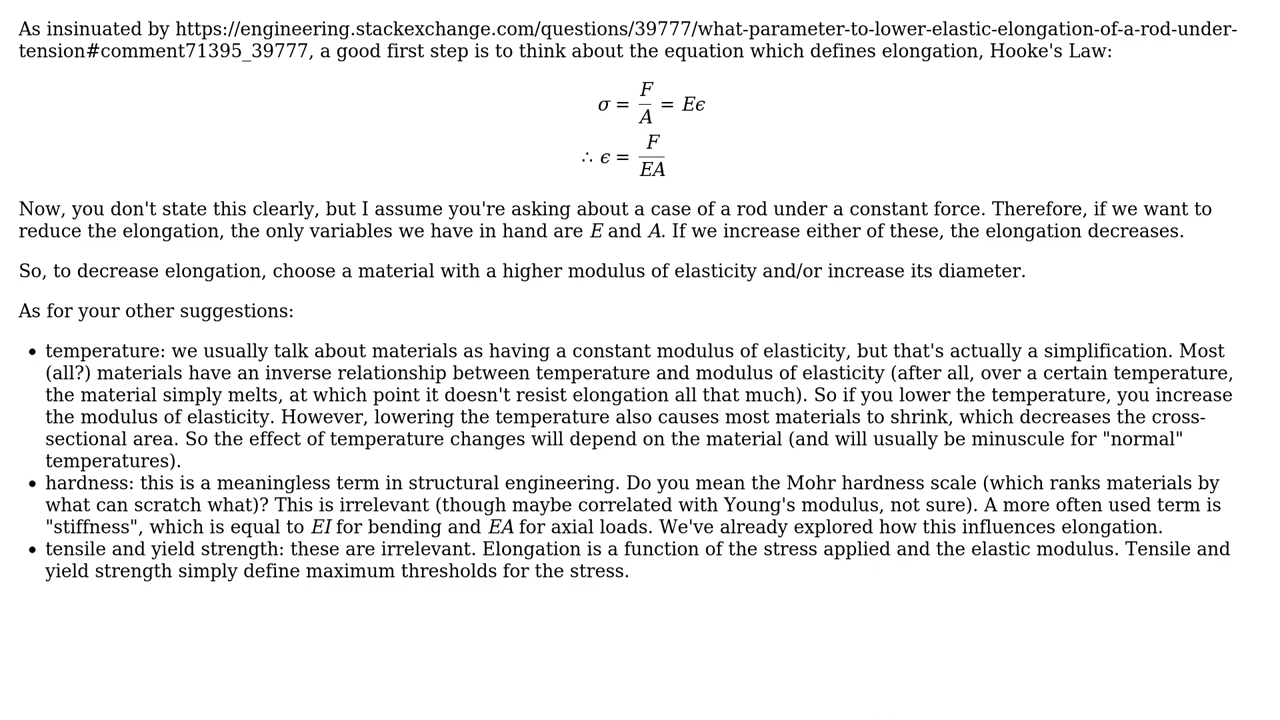 As insinuated by https://engineering.stackexchange.com/questions/39777/what-parameter-to-lower-elastic-elongation-of-a-rod-under-
tension#comment71395_39777, a good first step is to think about the equation which defines elongation, Hooke's Law:
σ = F/A = Eϵ
∴ ϵ = F/EA
Now, you don't state this clearly, but I assume you're asking about a case of a rod under a constant force. Therefore, if we want to
reduce the elongation, the only variables we have in hand are E and A. If we increase either of these, the elongation decreases.
So, to decrease elongation, choose a material with a higher modulus of elasticity and/or increase its diameter.
As for your other suggestions:
• temperature: we usually talk about materials as having a constant modulus of elasticity, but that's actually a simplification. Most
(all?) materials have an inverse relationship between temperature and modulus of elasticity (after all, over a certain temperature,
the material simply melts, at which point it doesn't resist elongation all that much). So if you lower the temperature, you increase
the modulus of elasticity. However, lowering the temperature also causes most materials to shrink, which decreases the cross-
sectional area. So the effect of temperature changes will depend on the material (and will usually be minuscule for "normal"
temperatures).
• hardness: this is a meaningless term in structural engineering. Do you mean the Mohr hardness scale (which ranks materials by
what can scratch what)? This is irrelevant (though maybe correlated with Young's modulus, not sure). A more often used term is
"stiffness", which is equal to EI for bending and EA for axial loads. We've already explored how this influences elongation.
• tensile and yield strength: these are irrelevant. Elongation is a function of the stress applied and the elastic modulus. Tensile and
yield strength simply define maximum thresholds for the stress.